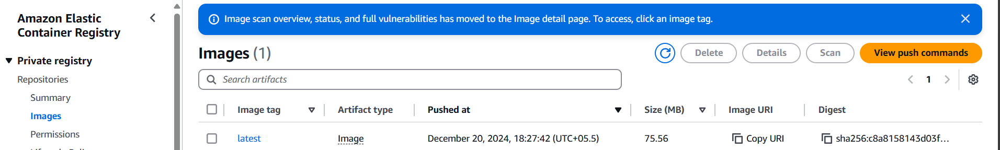 Amazon Elastic
Container Registry
Private registry
Repositories
Summary
Images
Permissions
Image scan overview, status, and full vulnerabilities has moved to the Image detail page. To access, click an image tag.
Images (1)
Delete Details Scan View push commands
Search artifacts
1
Image tag Artifact type Pushed at Size (MB) Image URI Digest
latest Image December 20, 2024, 18:27:42 (UTC+05.5) 75.56 Copy URI sha256:c8a8158143d03f...